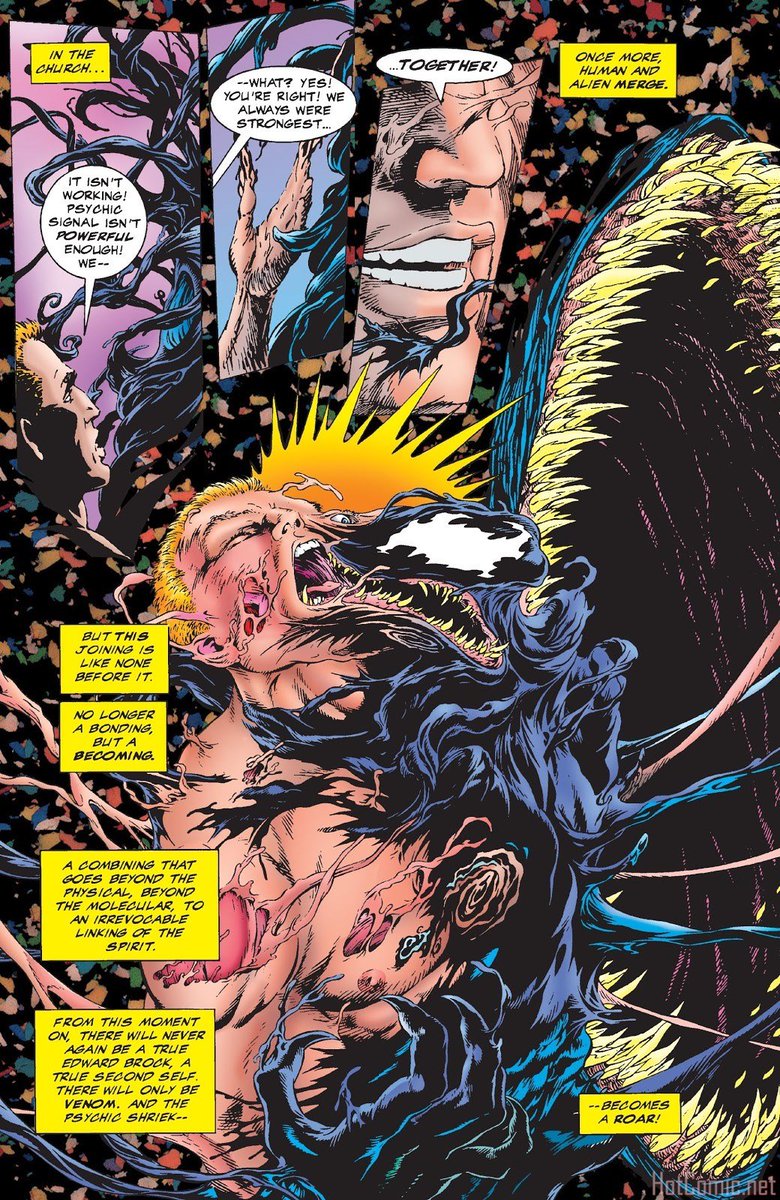 IN THE
CHURCH...
IT ISN'T
WORKING!
PSYCHIC
SIGNAL ISN'T
POWERFUL
ENOUGH!
WE--
--WHAT? YES!
YOU'RE RIGHT! WE
ALWAYS WERE
STRONGEST...
...TOGETHER!
ONCE MORE,
HUMAN AND
ALIEN MERGE.
BUT THIS
JOINING IS
LIKE NONE
BEFORE IT.
NO LONGER
A BONDING,
BUT A
BECOMING.
A COMBINING THAT
GOES BEYOND THE
PHYSICAL, BEYOND
THE MOLECULAR, TO
AN IRREVOCABLE
LINKING OF THE
SPIRIT.
FROM THIS MOMENT
ON, THERE WILL NEVER
AGAIN BE A TRUE
EDWARD BROCK, A
TRUE SECOND SELF.
THERE WILL ONLY BE
VENOM. AND THE
PSYCHIC SHRIEK--
--BECOMES
A ROAR!
HotComic.net